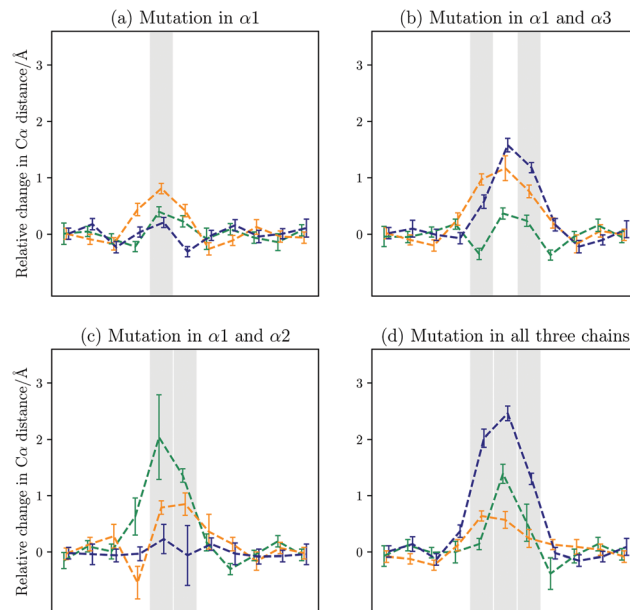 (a) Mutation in α1
(b) Mutation in α1 and α3
Relative change in Cα distance/Å
3
2
1
0
3
2
1
0
(c) Mutation in α1 and α2
(d) Mutation in all three chains
Relative change in Cα distance/Å
3
2
1
0
3
2
1
0